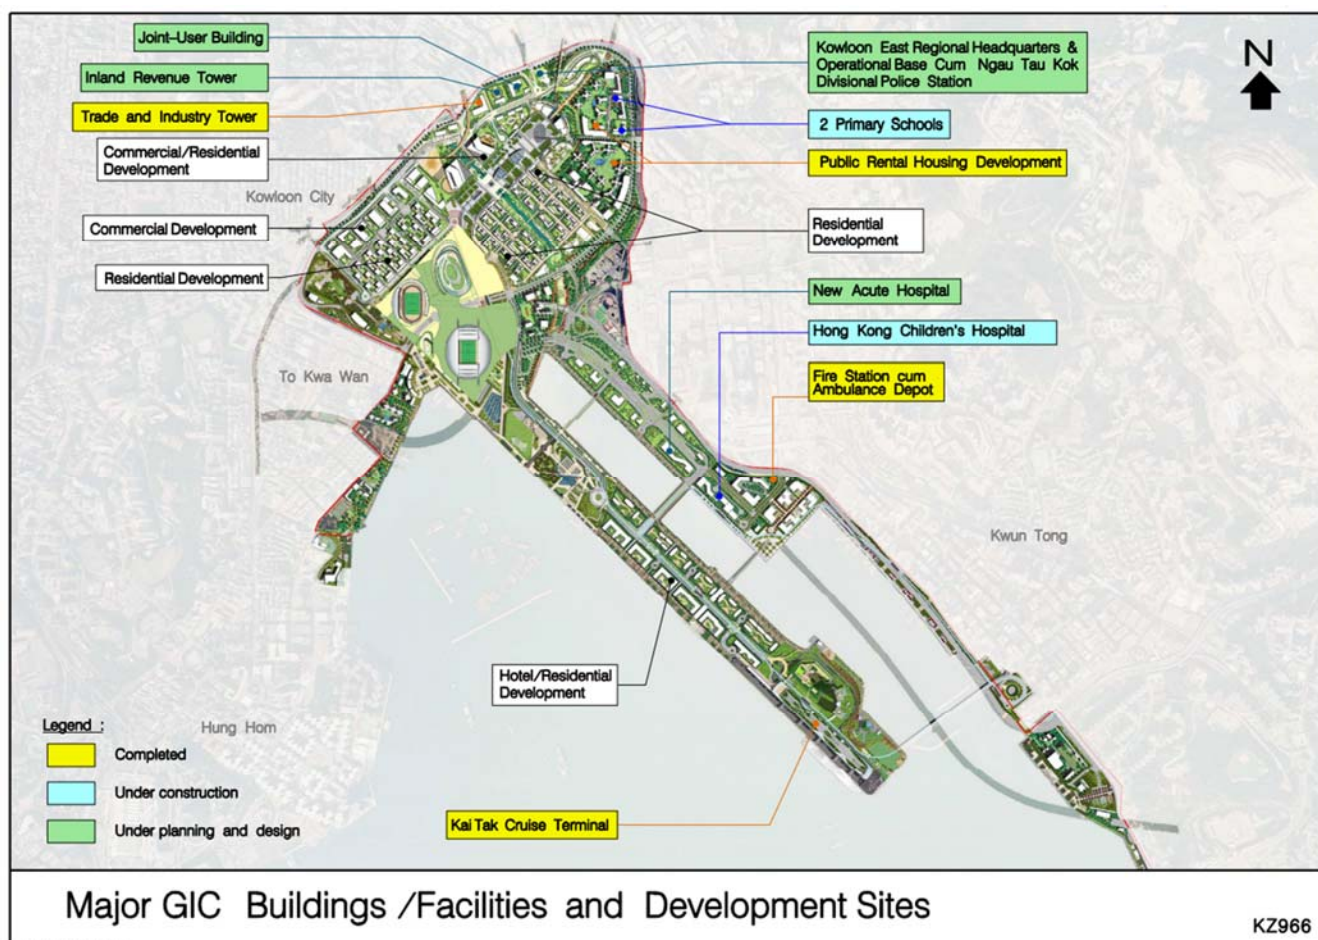 Joint-User Building
Inland Revenue Tower
Trade and Industry Tower
Commercial/Residential
Development
Kowloon City
Commercial Development
Residential Development
To Kwa Wan
Kowloon East Regional Headquarters &
Operational Base Cum Ngau Tau Kok
Divisional Police Station
N
2 Primary Schools
Public Rental Housing Development
Residential
Development
New Acute Hospital
Hong Kong Children's Hospital
Fire Station cum
Ambulance Depot
Kwun Tong
Hotel/Residential
Development
Hung Hom
Legend :
Completed
Under construction
Under planning and design
Kai Tak Cruise Terminal
Major GIC Buildings /Facilities and Development Sites
KZ966